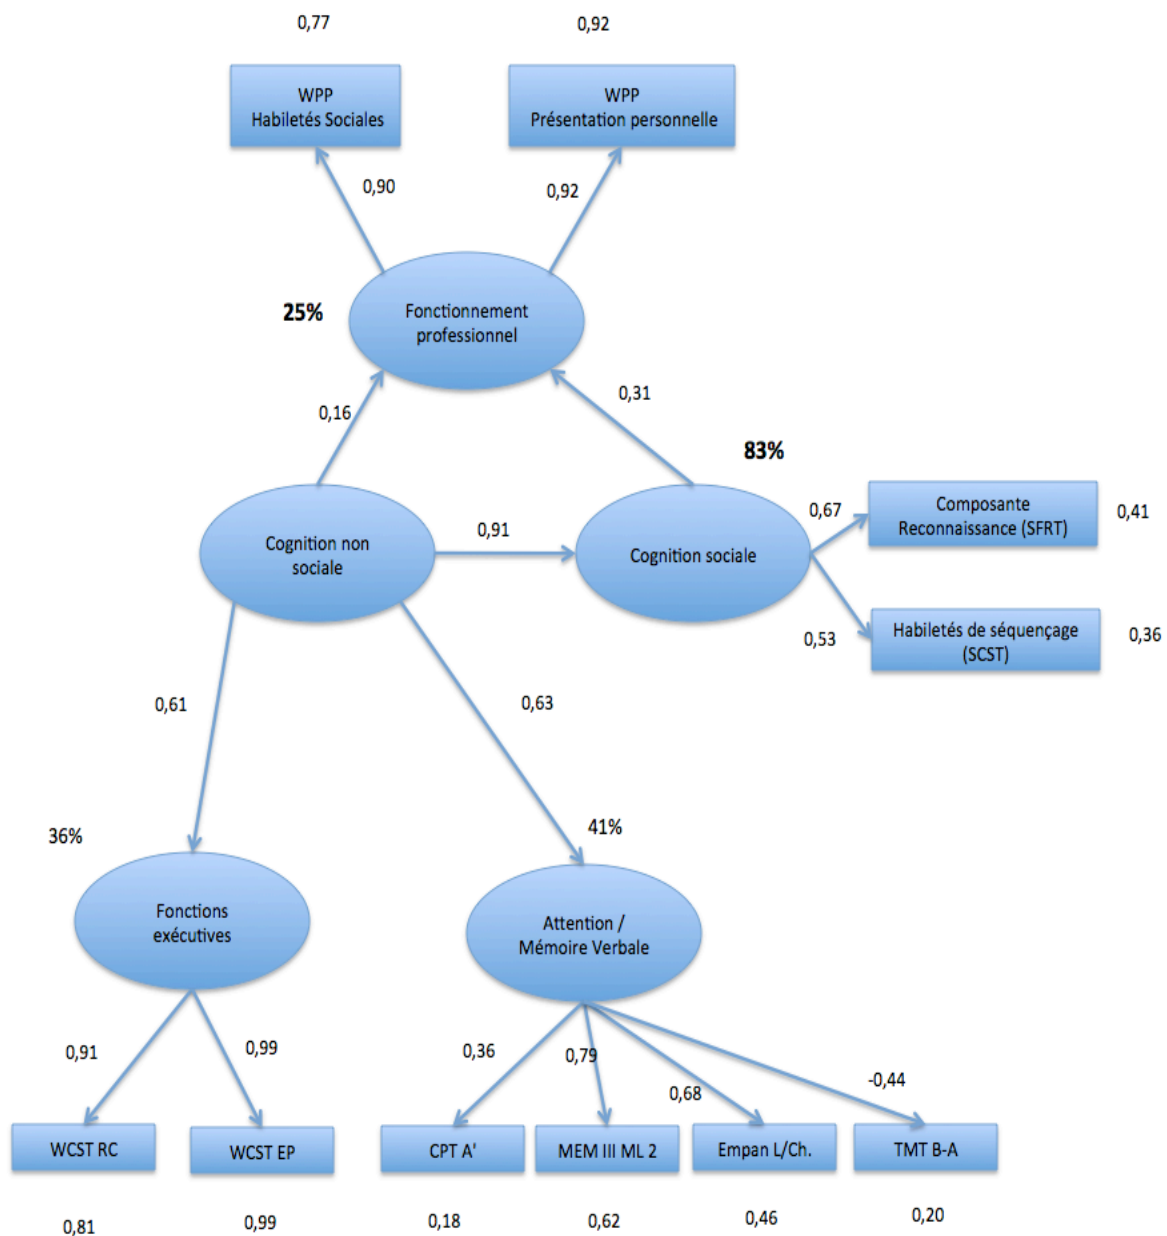 0,77
0,92
WPP
Habiletés Sociales
WPP
Présentation personnelle
0,90
0,92
25%
Fonctionnement
professionnel
0,16
0,31
83%
Cognition non
sociale
0,91
Cognition sociale
0,67
Composante
Reconnaissance (SFRT)
0,41
0,53
Habiletés de séquençage
(SCST)
0,36
0,61
0,63
36%
41%
Fonctions
exécutives
Attention /
Mémoire Verbale
0,91
0,99
0,36
0,79
0,68
-0,44
WCST RC
WCST EP
CPT A'
MEM III ML 2
Empan L/Ch.
TMT B-A
0,81
0,99
0,18
0,62
0,46
0,20